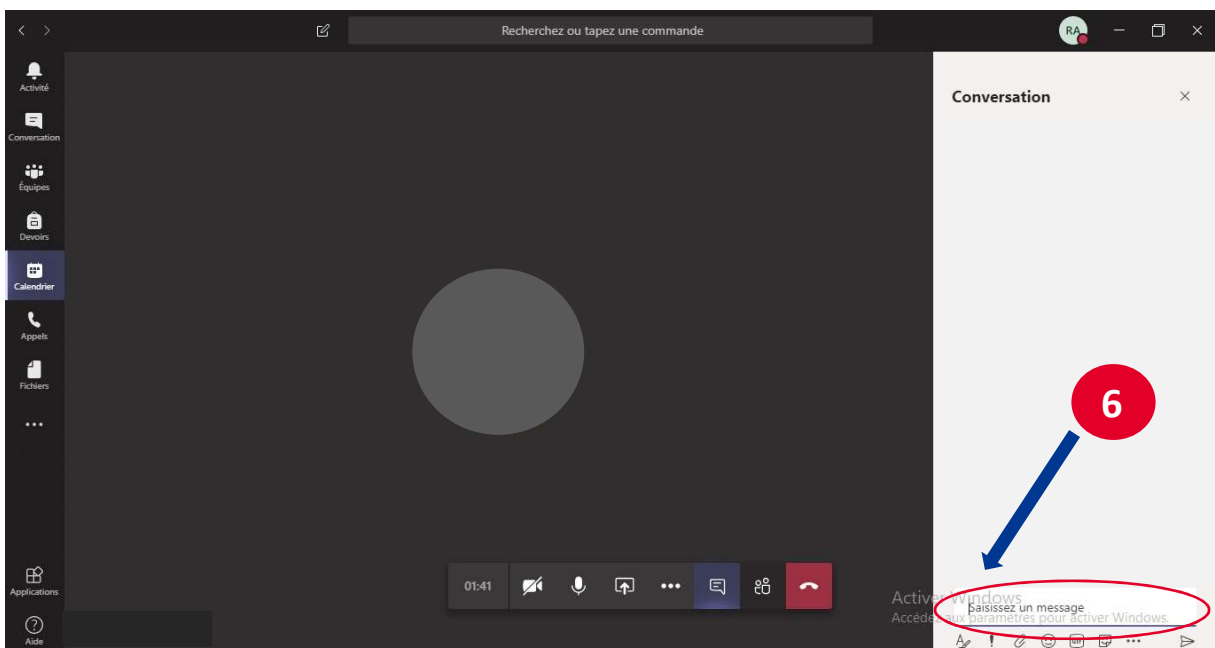 Recherchez ou tapez une commande
RA
Activité
Conversation
Équipes
Devoirs
Calendrier
Appels
Fichiers
Applications
Aide
01:41
Conversation
6
Activer Windows
Accédez aux paramètres pour activer Windows.
Saisissez un message
GIF